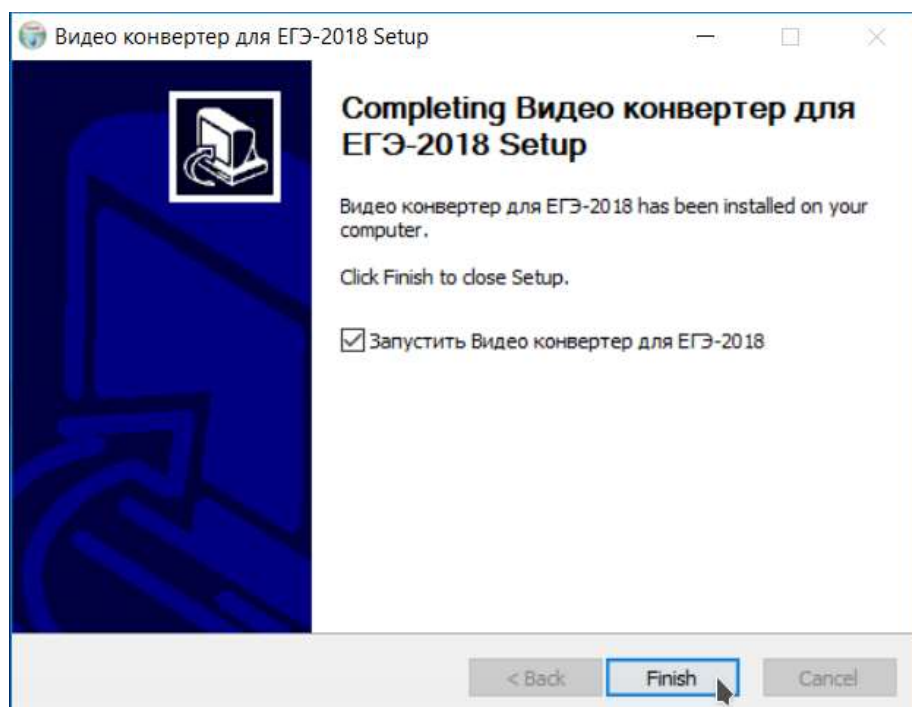 Видео конвертер для ЕГЭ-2018 Setup
Completing Видео конвертер для
ЕГЭ-2018 Setup
Видео конвертер для ЕГЭ-2018 has been installed on your
computer.
Click Finish to close Setup.
Запустить Видео конвертер для ЕГЭ-2018
< Back
Finish
Cancel